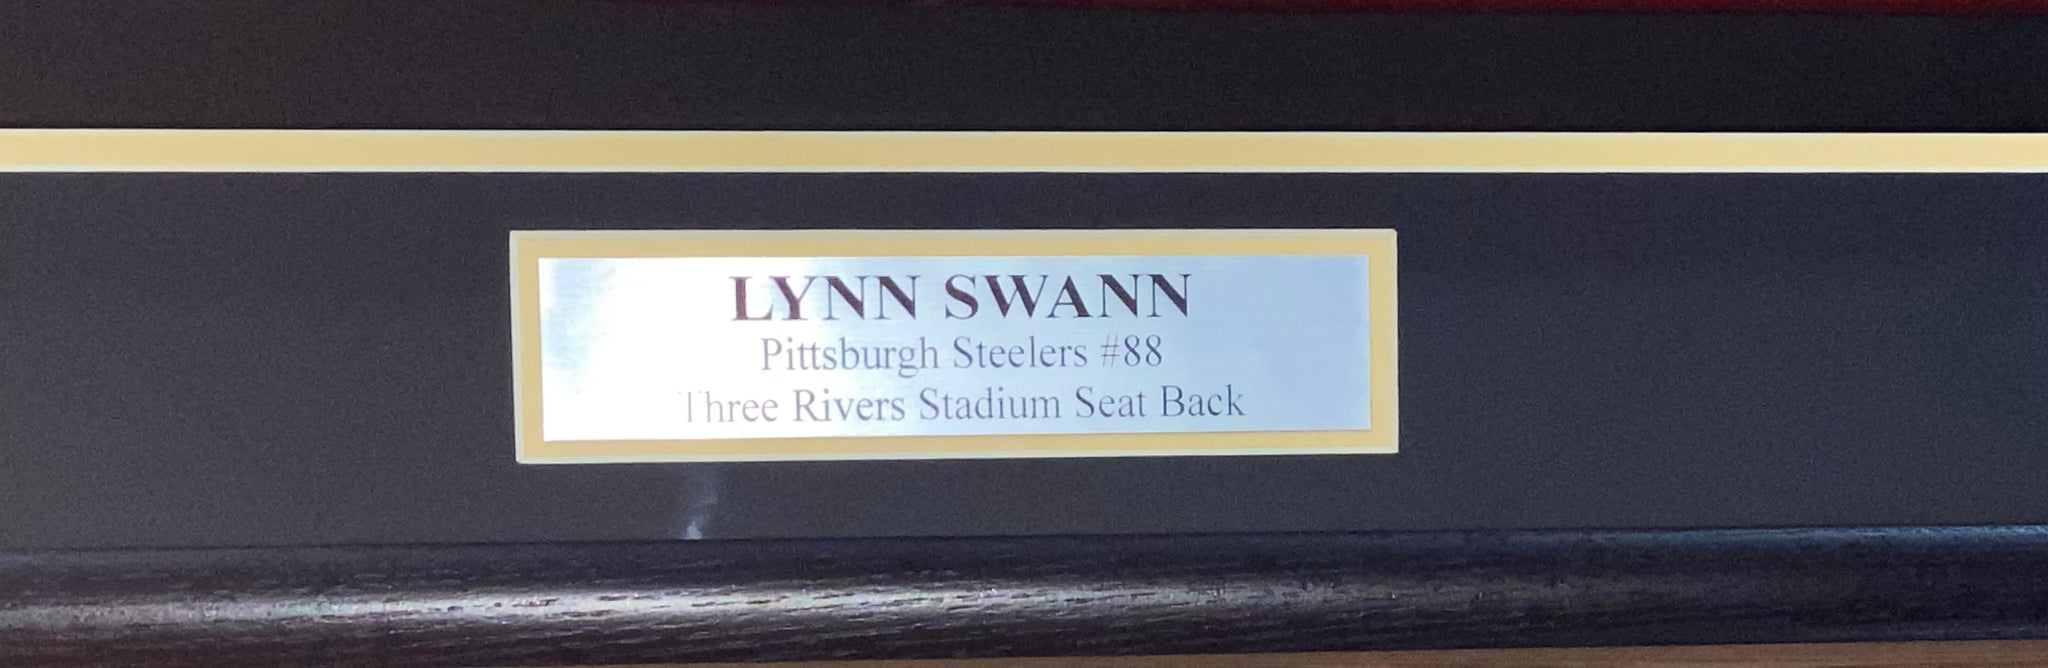 LYNN SWANN
Pittsburgh Steelers #88
Three Rivers Stadium Seat Back